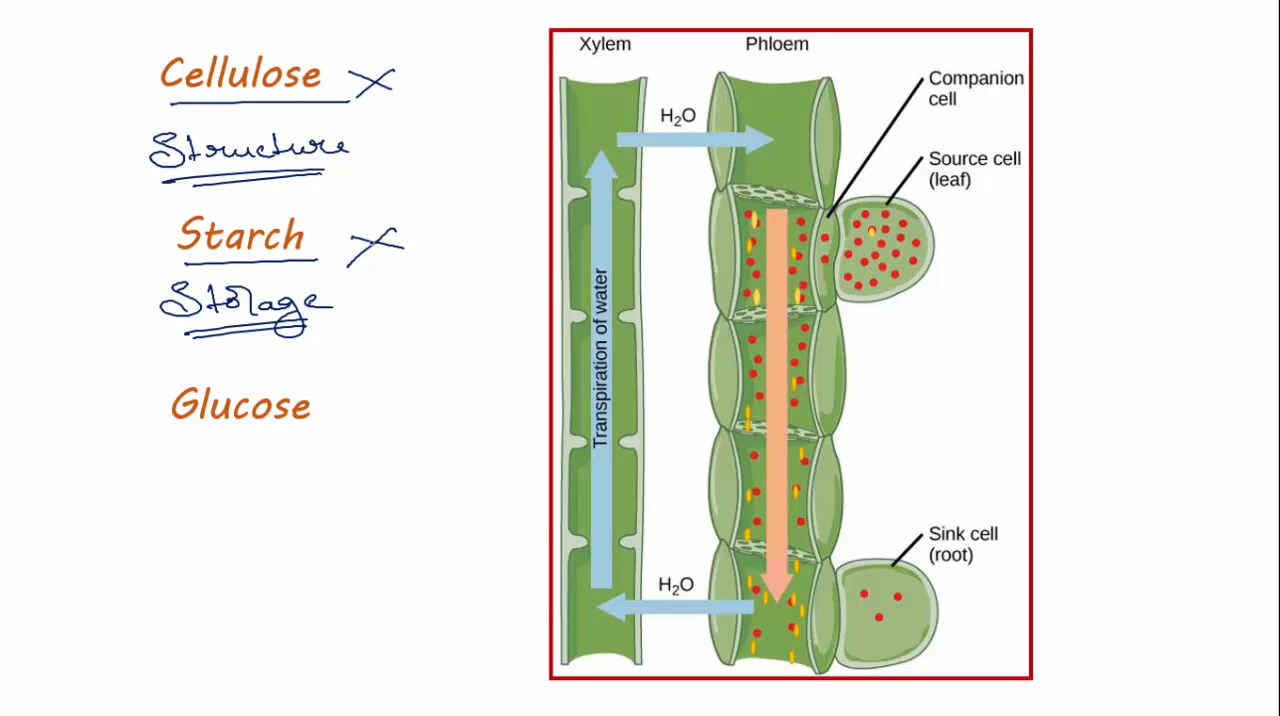 Cellulose
Structure
Starch
Storage
Glucose
Xylem
Phloem
H₂O
Companion
cell
Source cell
(leaf)
Transpiration of water
H₂O
Sink cell
(root)